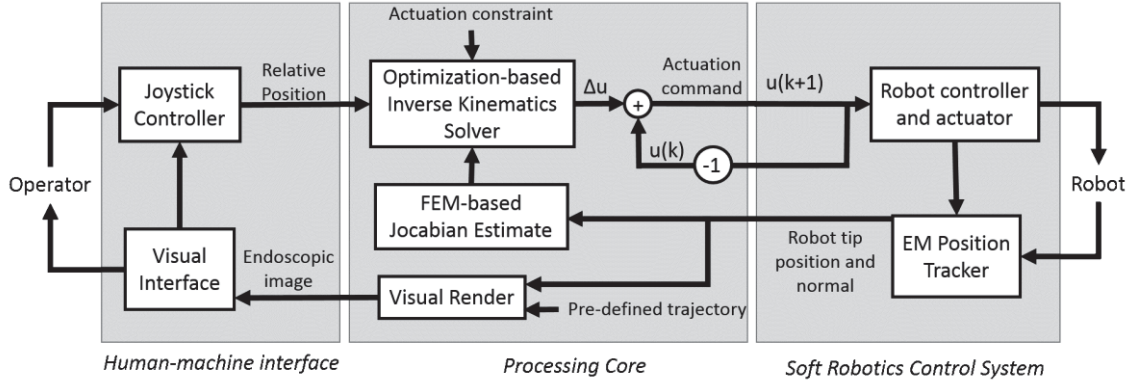 Actuation constraint
Joystick
Controller
Relative
Position
Optimization-based
Inverse Kinematics
Solver
Δu
+
Actuation
command
u(k+1)
Robot controller
and actuator
u(k)
-1
Operator
Robot
FEM-based
Jocabian Estimate
Visual
Interface
Endoscopic
image
Visual Render
Pre-defined trajectory
Robot tip
position and
normal
EM Position
Tracker
Human-machine interface
Processing Core
Soft Robotics Control System